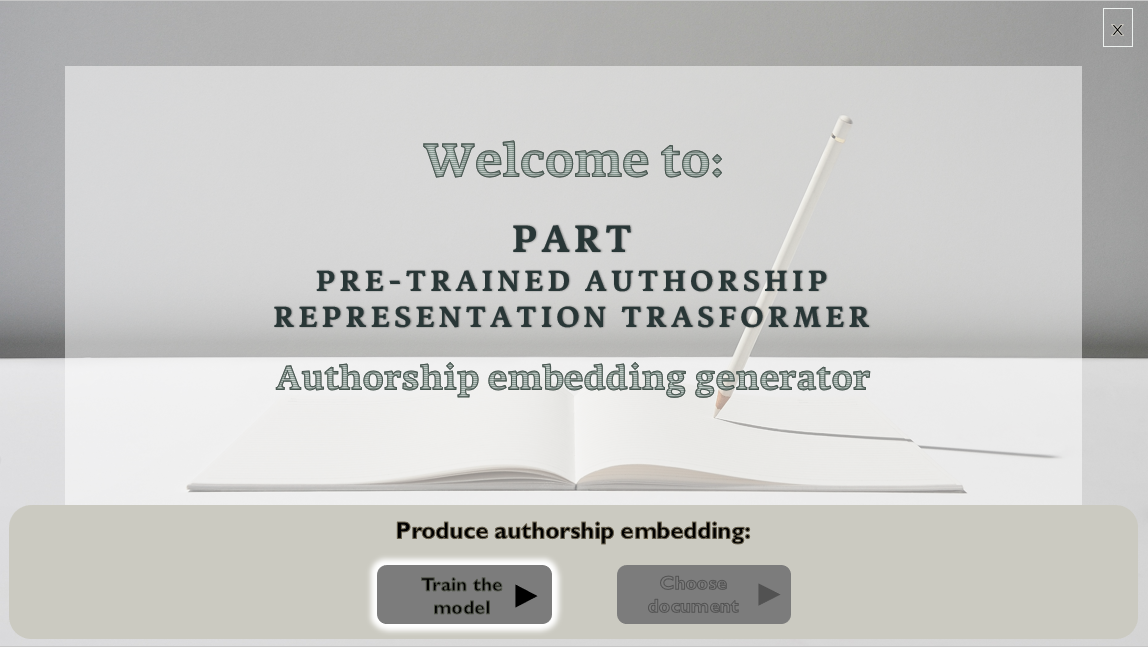 x
Welcome to:
PART
PRE-TRAINED AUTHORSHIP
REPRESENTATION TRASFORMER
Authorship embedding generator
Produce authorship embedding:
Train the
model
Choose
document